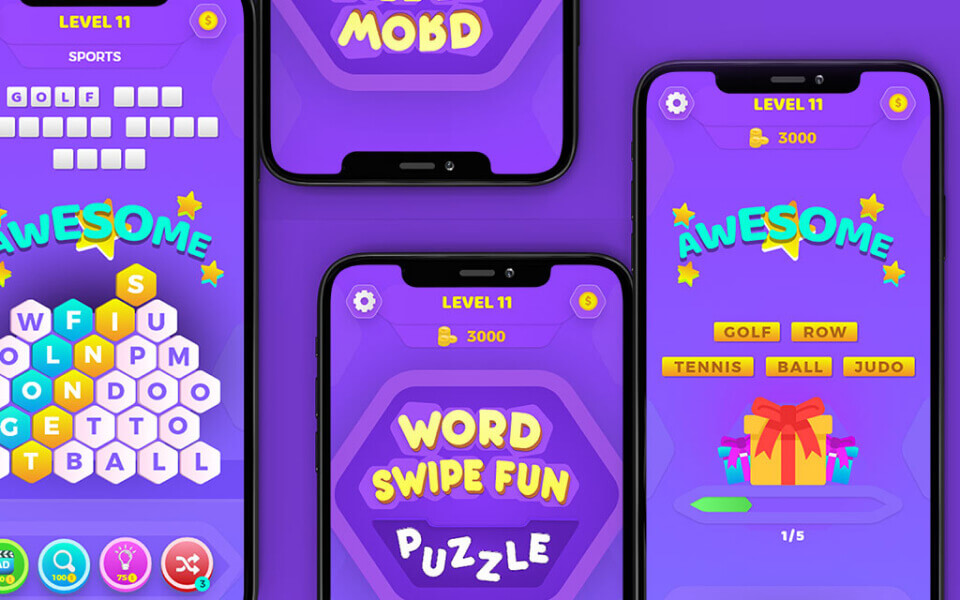 LEVEL 11
SPORTS
GOLF
AWESOME
S
W F I U
O L N P M
O N D O O
G E T T O
T B A L L
AD
100
75
3
WORD
LEVEL 11
3000
WORD
SWIPE FUN
PUZZLE
LEVEL 11
3000
AWESOME
GOLF ROW
TENNIS BALL JUDO
1/5